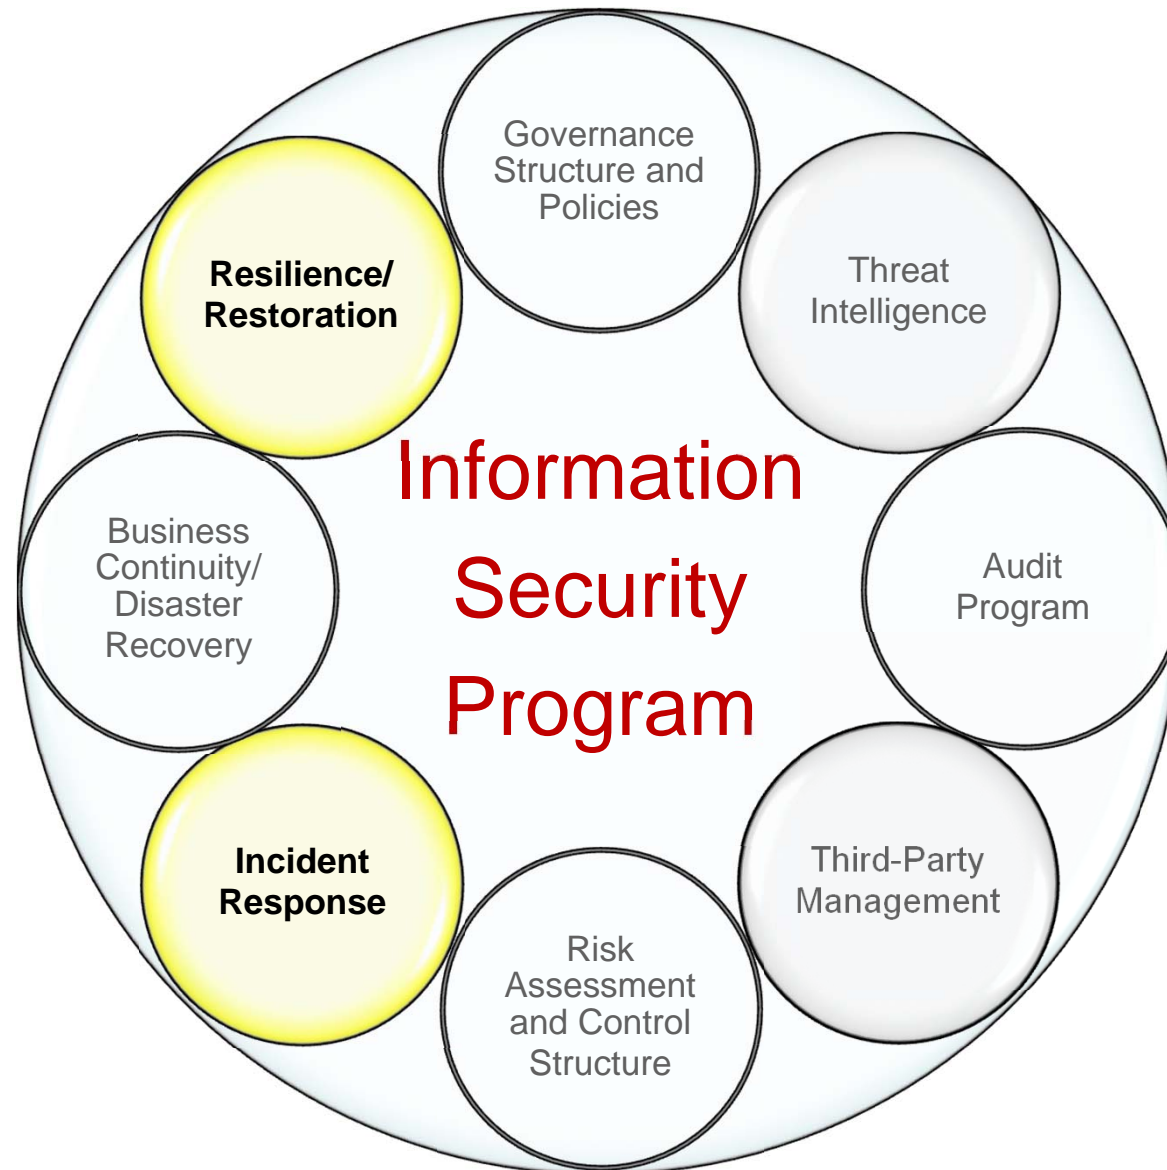 Governance
Structure and
Policies
Resilience/
Restoration
Threat
Intelligence
Information
Security
Program
Business
Continuity/
Disaster
Recovery
Audit
Program
Incident
Response
Third-Party
Management
Risk
Assessment
and Control
Structure